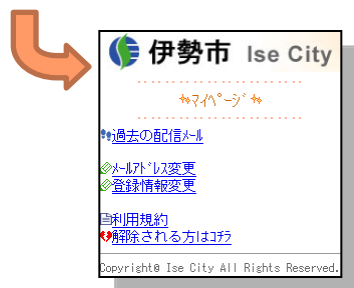 伊勢市 Ise City
ﾏｲﾍﾟｰｼﾞ
過去の配信ﾒｰﾙ
ﾒｰﾙｱﾄﾞﾚｽ変更
登録情報変更
利用規約
解除される方はｺﾁﾗ
Copyright© Ise City All Rights Reserved.